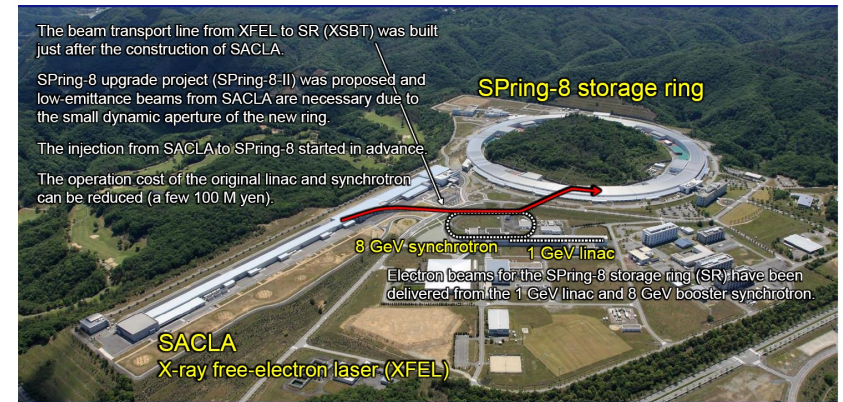 The beam transport line from XFEL to SR (XSBT) was built
just after the construction of SACLA.
SPring-8 upgrade project (SPring-8-II) was proposed and
low-emittance beams from SACLA are necessary due to
the small dynamic aperture of the new ring.
The injection from SACLA to SPring-8 started in advance.
The operation cost of the original linac and synchrotron
can be reduced (a few 100 M yen).
SPring-8 storage ring
8 GeV synchrotron
1 GeV linac
Electron beams for the SPring-8 storage ring (SR) have been
delivered from the 1 GeV linac and 8 GeV booster synchrotron.
SACLA
X-ray free-electron laser (XFEL)